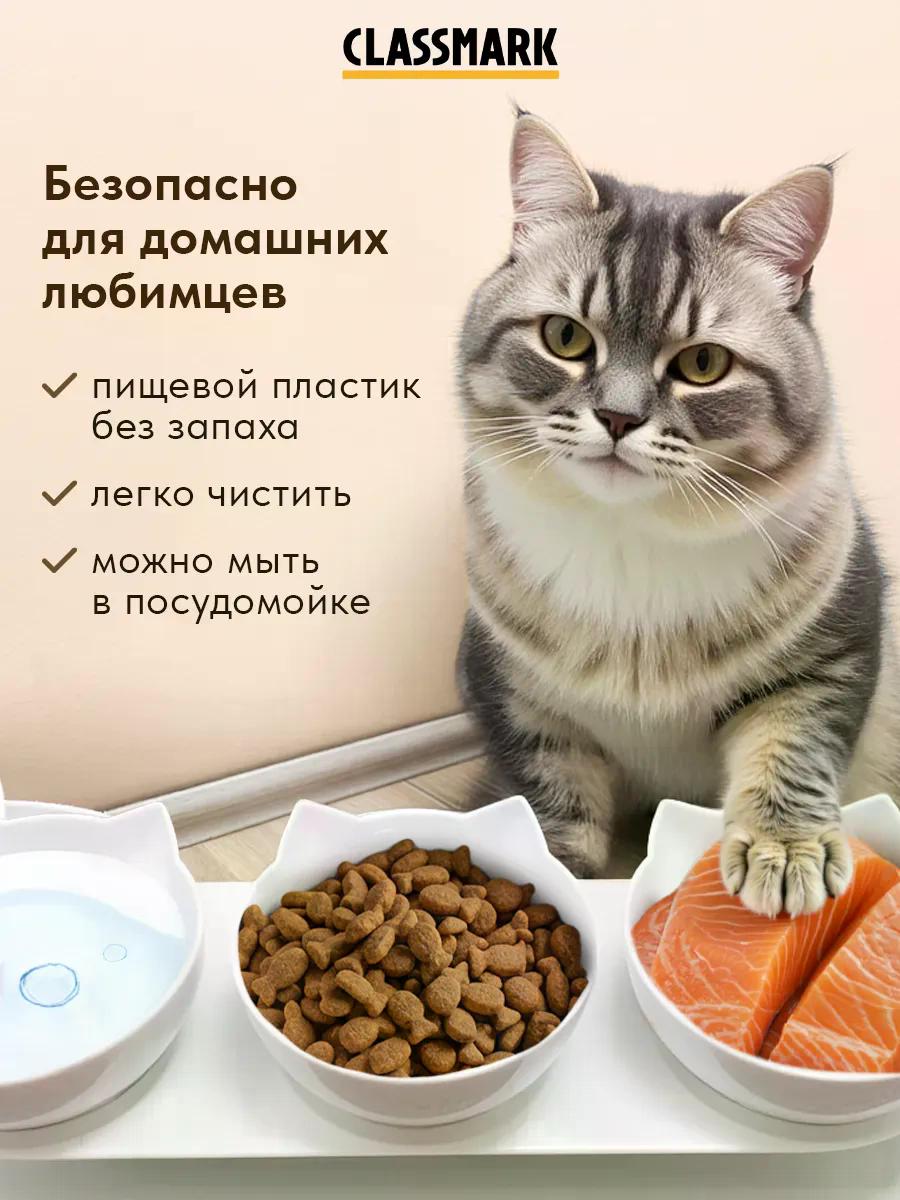 CLASSMARK
Безопасно
для домашних
любимцев
пищевой пластик
без запаха
легко чистить
можно мыть
в посудомойке